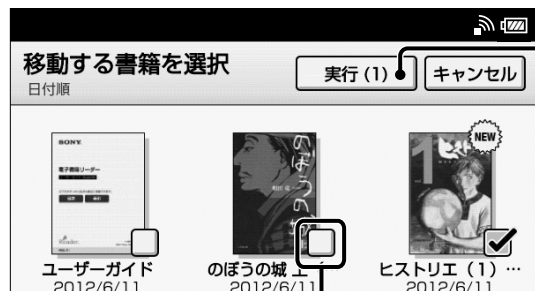 移動する書籍を選択
日付順
実行 (1)
キャンセル
SONY
電子書籍リーダー
Reader
のぼうの城
1
NEW
ユーザーガイド
2012/6/11
のぼうの城 上
2012/6/11
ヒストリエ（1）…
2012/6/11